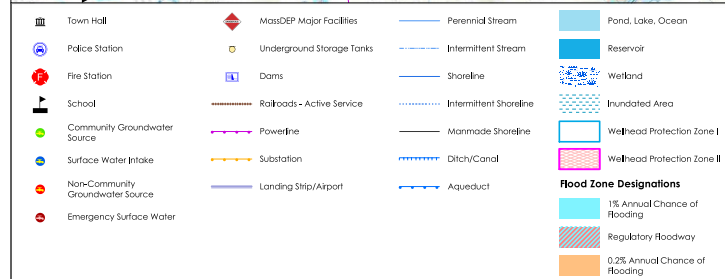 Town Hall
Police Station
Fire Station
F
School
Community Groundwater
Source
Surface Water Intake
Non-Community
Groundwater Source
Emergency Surface Water
MassDEP Major Facilities
Underground Storage Tanks
Dams
Railroads - Active Service
Powerline
Substation
Landing Strip/Airport
Perennial Stream
Intermittent Stream
Shoreline
Intermittent Shoreline
Manmade Shoreline
Ditch/Canal
Aqueduct
Pond, Lake, Ocean
Reservoir
Wetland
Inundated Area
Wellhead Protection Zone I
Wellhead Protection Zone II
Flood Zone Designations
1% Annual Chance of
Flooding
Regulatory Floodway
0.2% Annual Chance of
Flooding